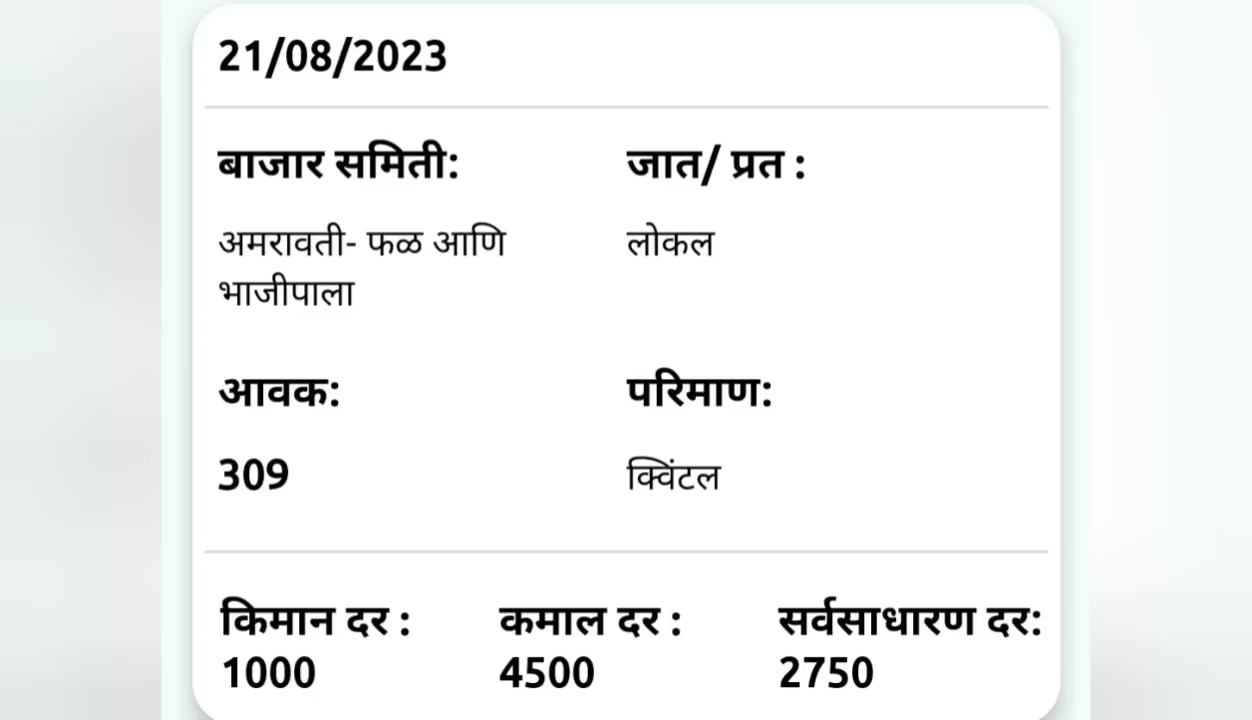 21/08/2023
बाजार समिती: जात/ प्रत :
अमरावती- फळ आणि लोकल
भाजीपाला
आवक: परिमाण:
309 क्विंटल
किमान दर : कमाल दर : सर्वसाधारण दर:
1000 4500 2750